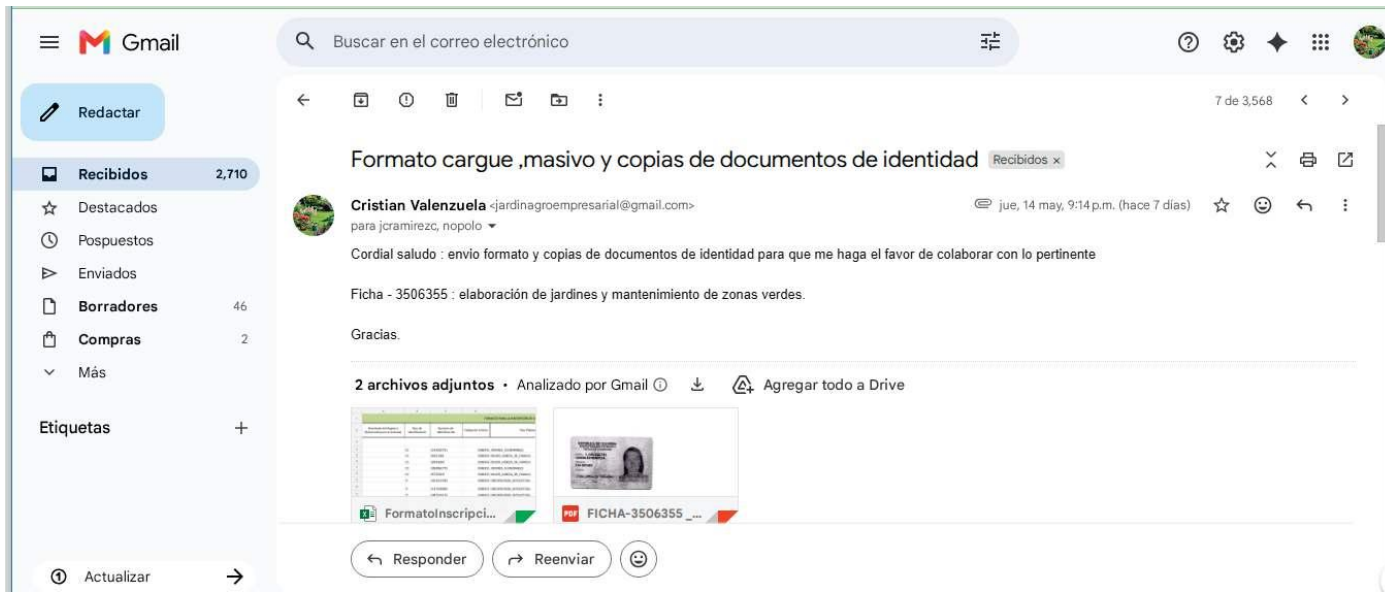 Gmail
Buscar en el correo electrónico
Redactar
7 de 3,568
Formato cargue ,masivo y copias de documentos de identidad Recibidos x
Recibidos 2,710
Destacados
Cristian Valenzuela <jardinagroempresarial@gmail.com> jue, 14 may, 9:14 p.m. (hace 7 días)
para jcramirezc, nopolo
Pospuestos
Cordial saludo : envio formato y copias de documentos de identidad para que me haga el favor de colaborar con lo pertinente
Enviados
Ficha - 3506355 : elaboración de jardines y mantenimiento de zonas verdes.
Borradores 46
Compras 2
Gracias.
Más
2 archivos adjuntos • Analizado por Gmail Agregar todo a Drive
Etiquetas +
FormatoInscripci...
PDF FICHA-3506355 _...
Responder
Reenviar
Actualizar